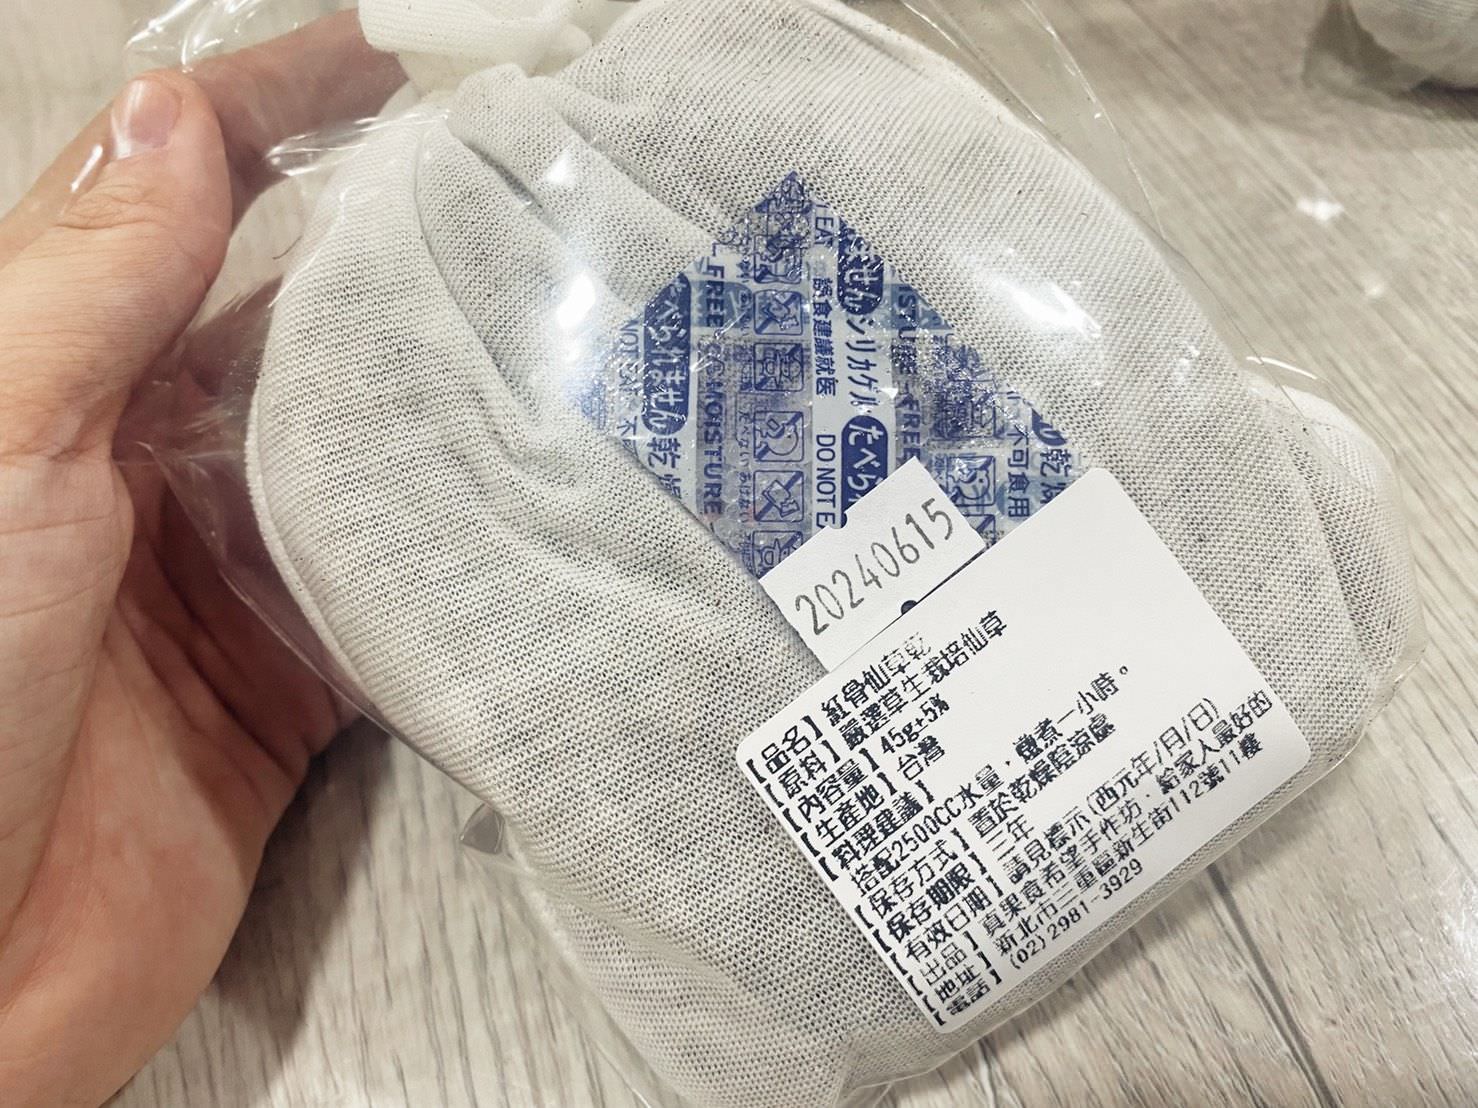 EAT
たべられません
シリカゲル
誤食建議就医
DO NOT E
FREE
MOISTURE
乾燥
不可食用
20240615
【品名】紅骨仙草乾
【原料】嚴選草生栽培仙草
【內容量】45g±5%
【生產地】台灣
【料理建議】
搭配2500CC水量，燉煮一小時。
【保存方式】置於乾燥陰涼處
【保存期限】三年
【有效日期】請見標示(西元年/月/日)
【出品】真果食希望手作坊．給家人最好的
【地址】新北市三重區新生街112號11樓
【電話】(02)2981-3929